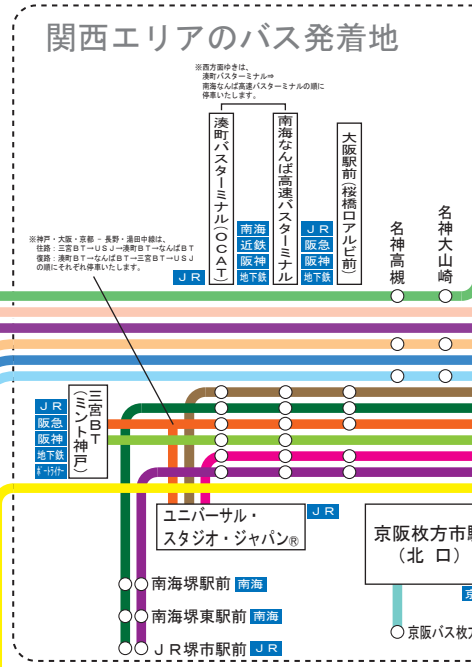 関西エリアのバス発着地
※西方面ゆきは、
湊町バスターミナル⇒
南海なんば高速バスターミナルの順に
停車いたします。
湊町バスターミナル(OCAT)
南海なんば高速バスターミナル
大阪駅前(桜橋口アルビ前)
名神高槻
名神大山崎
ＪＲ
南海
近鉄
阪神
地下鉄
ＪＲ
阪急
阪神
地下鉄
※神戸・大阪・京都 - 長野・湯田中線は、
往路：三宮ＢＴ→ＵＳＪ→湊町ＢＴ→なんばＢＴ
復路：湊町ＢＴ→なんばＢＴ→三宮ＢＴ→ＵＳＪ
の順にそれぞれ停車いたします。
ＪＲ
阪急
阪神
地下鉄
ポートライナー
三宮ＢＴ
(ミント神戸)
ユニバーサル・
スタジオ・ジャパン®
ＪＲ
京阪枚方市駅
(北 口)
京
南海堺駅前 南海
南海堺東駅前 南海
ＪＲ堺市駅前 ＪＲ
京阪バス枚方